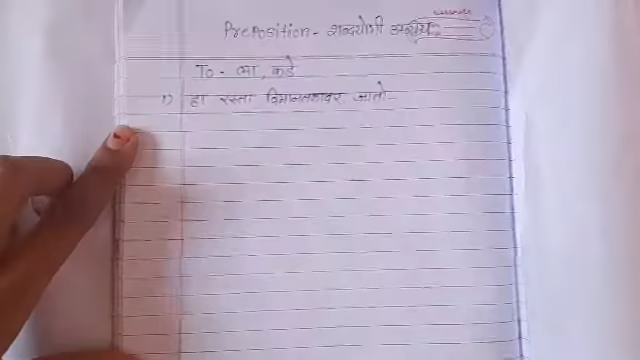 Preposition - शब्दयोगी अव्यय
To - ला, कडे
1) हा रस्ता विमानतळावर जातो